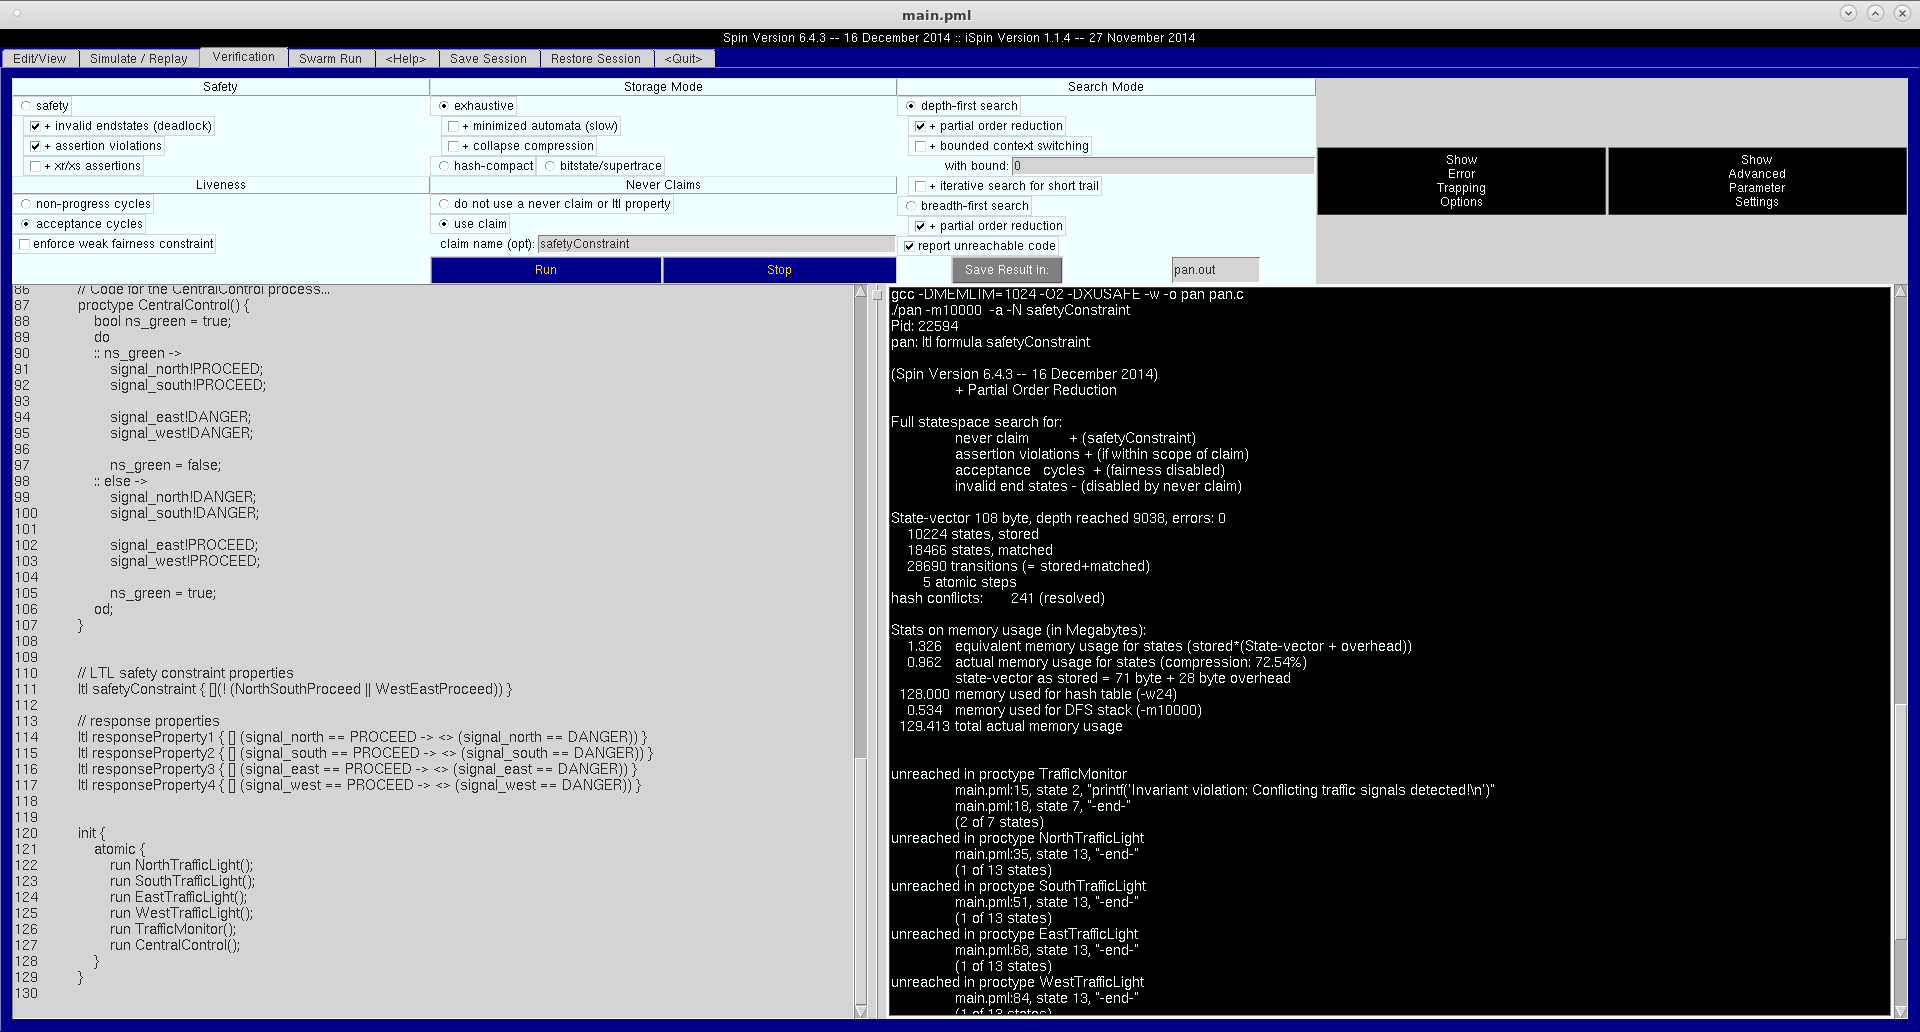 main.pml
Spin Version 6.4.3 -- 16 December 2014 :: iSpin Version 1.1.4 -- 27 November 2014
Edit/View Simulate / Replay Verification Swarm Run <Help> Save Session Restore Session <Quit>
Safety
safety
+ invalid endstates (deadlock)
+ assertion violations
+ xr/xs assertions
Liveness
non-progress cycles
acceptance cycles
enforce weak fairness constraint
Storage Mode
exhaustive
+ minimized automata (slow)
+ collapse compression
hash-compact bitstate/supertrace
Never Claims
do not use a never claim or ltl property
use claim
claim name (opt): safetyConstraint
Run Stop
Search Mode
depth-first search
+ partial order reduction
+ bounded context switching
with bound: 0
+ iterative search for short trail
breadth-first search
+ partial order reduction
report unreachable code
Save Result in: pan.out
Show
Error
Trapping
Options
Show
Advanced
Parameter
Settings
86 // Code for the CentralControl process...
87 proctype CentralControl() {
88 bool ns_green = true;
89 do
90 :: ns_green ->
91 signal_north!PROCEED;
92 signal_south!PROCEED;
93
94 signal_east!DANGER;
95 signal_west!DANGER;
96
97 ns_green = false;
98 :: else ->
99 signal_north!DANGER;
100 signal_south!DANGER;
101
102 signal_east!PROCEED;
103 signal_west!PROCEED;
104
105 ns_green = true;
106 od;
107 }
108
109
110 // LTL safety constraint properties
111 ltl safetyConstraint { [](! (NorthSouthProceed || WestEastProceed)) }
112
113 // response properties
114 ltl responseProperty1 { [] (signal_north == PROCEED -> <> (signal_north == DANGER)) }
115 ltl responseProperty2 { [] (signal_south == PROCEED -> <> (signal_south == DANGER)) }
116 ltl responseProperty3 { [] (signal_east == PROCEED -> <> (signal_east == DANGER)) }
117 ltl responseProperty4 { [] (signal_west == PROCEED -> <> (signal_west == DANGER)) }
118
119
120 init {
121 atomic {
122 run NorthTrafficLight();
123 run SouthTrafficLight();
124 run EastTrafficLight();
125 run WestTrafficLight();
126 run TrafficMonitor();
127 run CentralControl();
128 }
129 }
130
gcc -DMEMLIM=1024 -O2 -DXUSAFE -w -o pan pan.c
./pan -m10000 -a -N safetyConstraint
Pid: 22594
pan: ltl formula safetyConstraint
(Spin Version 6.4.3 -- 16 December 2014)
+ Partial Order Reduction
Full statespace search for:
never claim + (safetyConstraint)
assertion violations + (if within scope of claim)
acceptance cycles + (fairness disabled)
invalid end states - (disabled by never claim)
State-vector 108 byte, depth reached 9038, errors: 0
10224 states, stored
18466 states, matched
28690 transitions (= stored+matched)
5 atomic steps
hash conflicts: 241 (resolved)
Stats on memory usage (in Megabytes):
1.326 equivalent memory usage for states (stored*(State-vector + overhead))
0.962 actual memory usage for states (compression: 72.54%)
state-vector as stored = 71 byte + 28 byte overhead
128.000 memory used for hash table (-w24)
0.534 memory used for DFS stack (-m10000)
129.413 total actual memory usage
unreached in proctype TrafficMonitor
main.pml:15, state 2, "printf('Invariant violation: Conflicting traffic signals detected!\n')"
main.pml:18, state 7, "-end-"
(2 of 7 states)
unreached in proctype NorthTrafficLight
main.pml:35, state 13, "-end-"
(1 of 13 states)
unreached in proctype SouthTrafficLight
main.pml:51, state 13, "-end-"
(1 of 13 states)
unreached in proctype EastTrafficLight
main.pml:68, state 13, "-end-"
(1 of 13 states)
unreached in proctype WestTrafficLight
main.pml:84, state 13, "-end-"
(1 of 13 states)